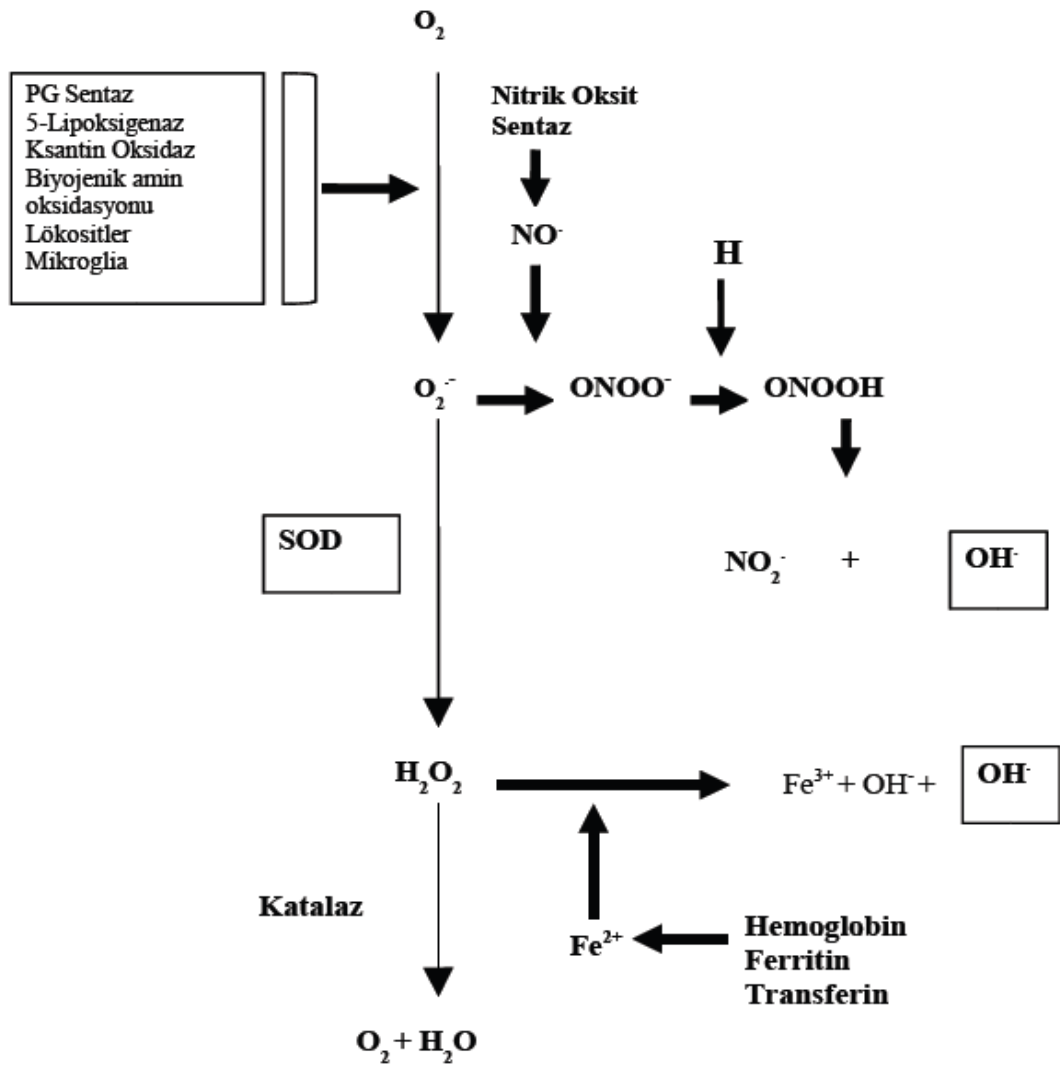 O₂
PG Sentaz
5-Lipoksigenaz
Ksantin Oksidaz
Biyojenik amin
oksidasyonu
Lökositler
Mikroglia
Nitrik Oksit
Sentaz
NO·
H
O₂·⁻
ONOO⁻
ONOOH
SOD
NO₂·
+
OH·
H₂O₂
Fe³⁺ + OH⁻ +
OH·
Katalaz
Fe²⁺
Hemoglobin
Ferritin
Transferin
O₂ + H₂O